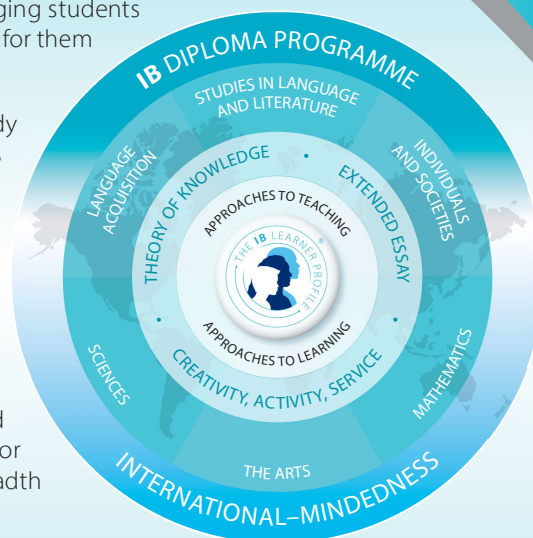 ging students
for them
dy
d
or
adth
IB DIPLOMA PROGRAMME
STUDIES IN LANGUAGE
AND LITERATURE
LANGUAGE
ACQUISITION
INDIVIDUALS
AND SOCIETIES
THEORY OF KNOWLEDGE
EXTENDED ESSAY
APPROACHES TO TEACHING
THE IB LEARNER PROFILE ®
APPROACHES TO LEARNING
CREATIVITY, ACTIVITY, SERVICE
SCIENCES
MATHEMATICS
THE ARTS
INTERNATIONAL–MINDEDNESS